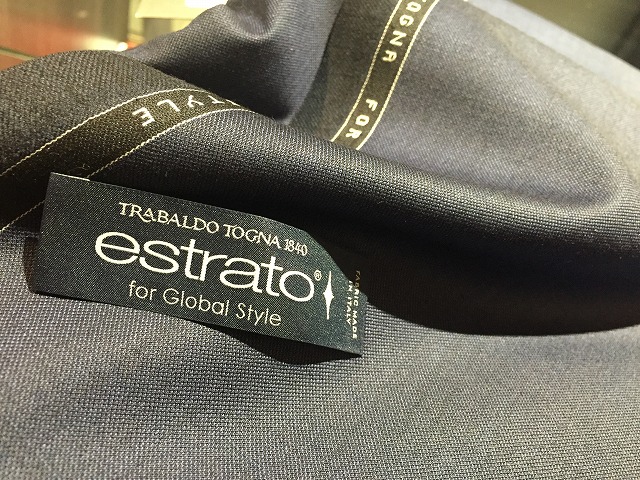 TOGNA FOR
STYLE
TRABALDO TOGNA 1840
estrato®
for Global Style
FABRIC MADE
IN ITALY